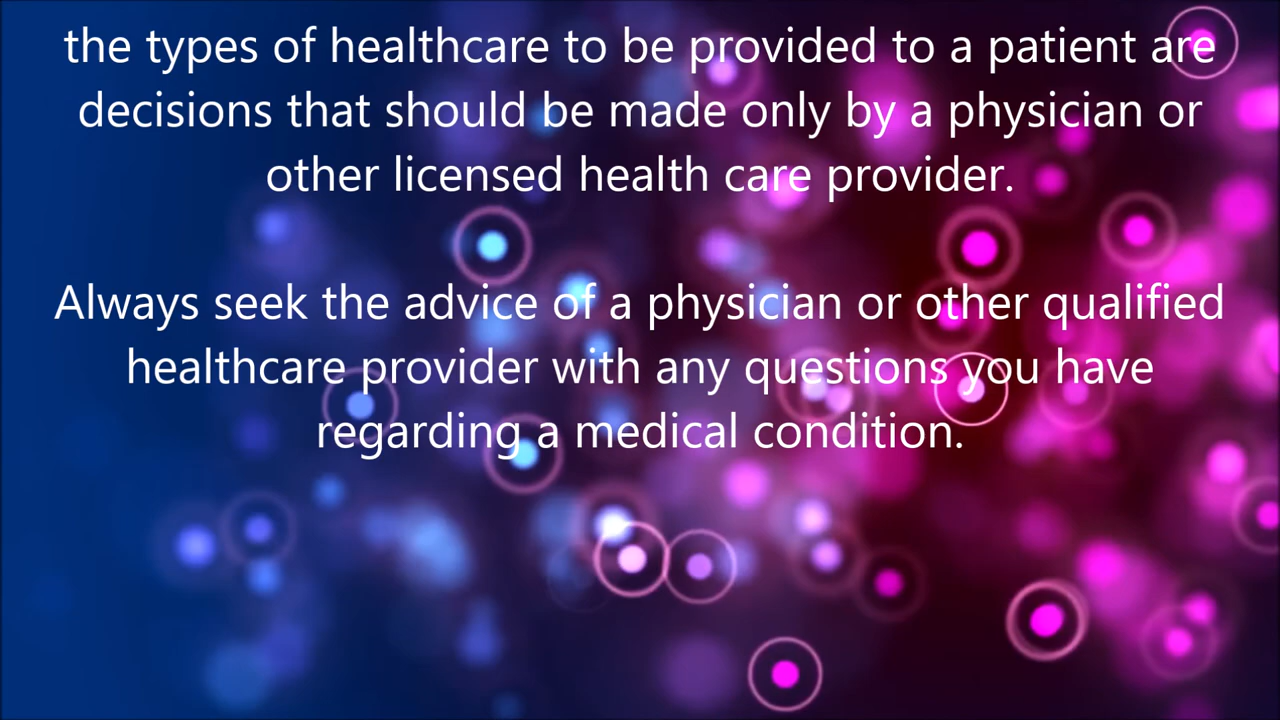 the types of healthcare to be provided to a patient are
decisions that should be made only by a physician or
other licensed health care provider.
Always seek the advice of a physician or other qualified
healthcare provider with any questions you have
regarding a medical condition.